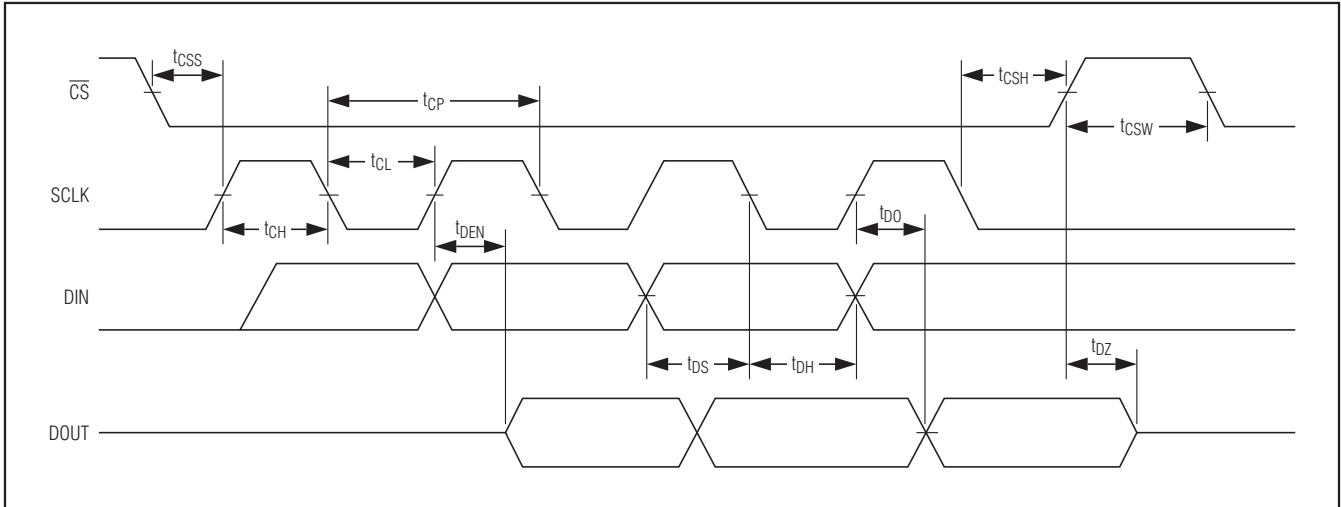 tCSS
CS
tCSH
tCP
tCSW
tCL
SCLK
tDO
tCH
tDEN
DIN
tDZ
tDS
tDH
DOUT